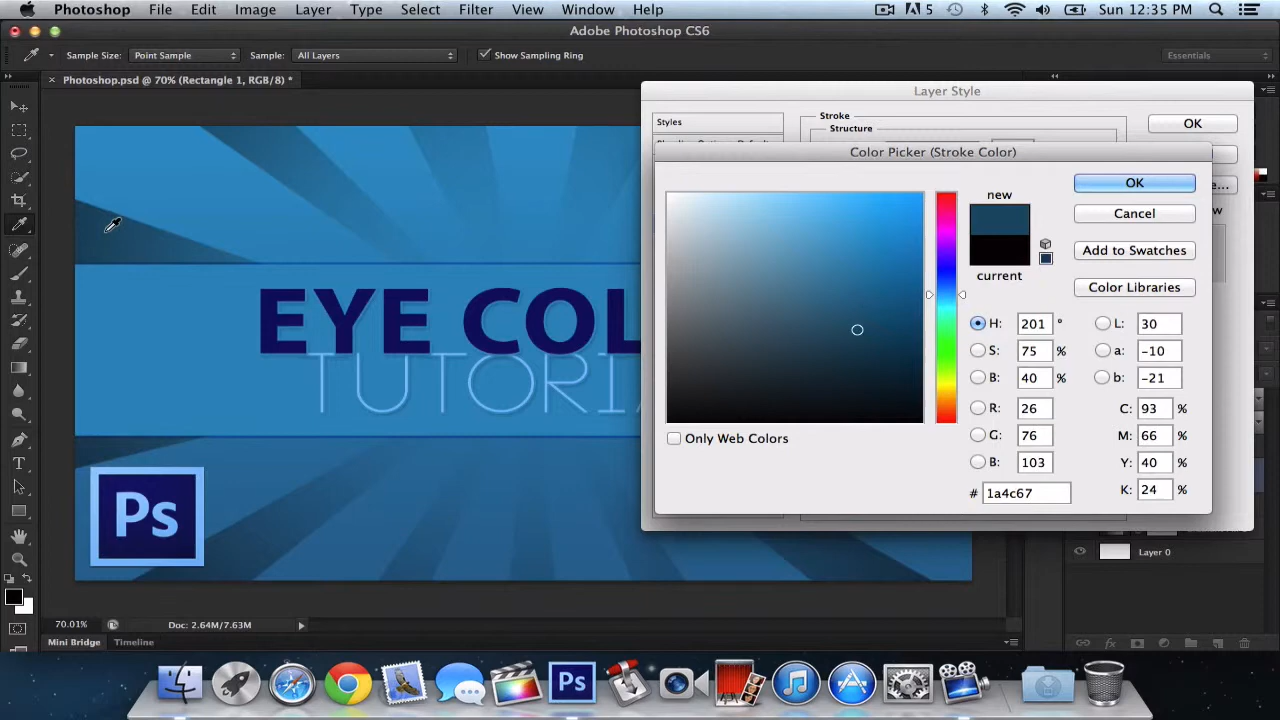 Photoshop File Edit Image Layer Type Select Filter View Window Help 5 Sun 12:35 PM
Adobe Photoshop CS6
Sample Size: Point Sample Sample: All Layers Show Sampling Ring Essentials
Photoshop.psd @ 70% (Rectangle 1, RGB/8) *
Layer Style
Styles
Stroke
Structure
OK
Color Picker (Stroke Color)
new
current
OK
Cancel
Add to Swatches
Color Libraries
H: 201 ° L: 30
S: 75 % a: -10
B: 40 % b: -21
R: 26 C: 93 %
G: 76 M: 66 %
B: 103 Y: 40 %
# 1a4c67 K: 24 %
Only Web Colors
EYE COL
TUTORI
Ps
Layer 0
70.01% Doc: 2.64M/7.63M
Mini Bridge Timeline
Ps